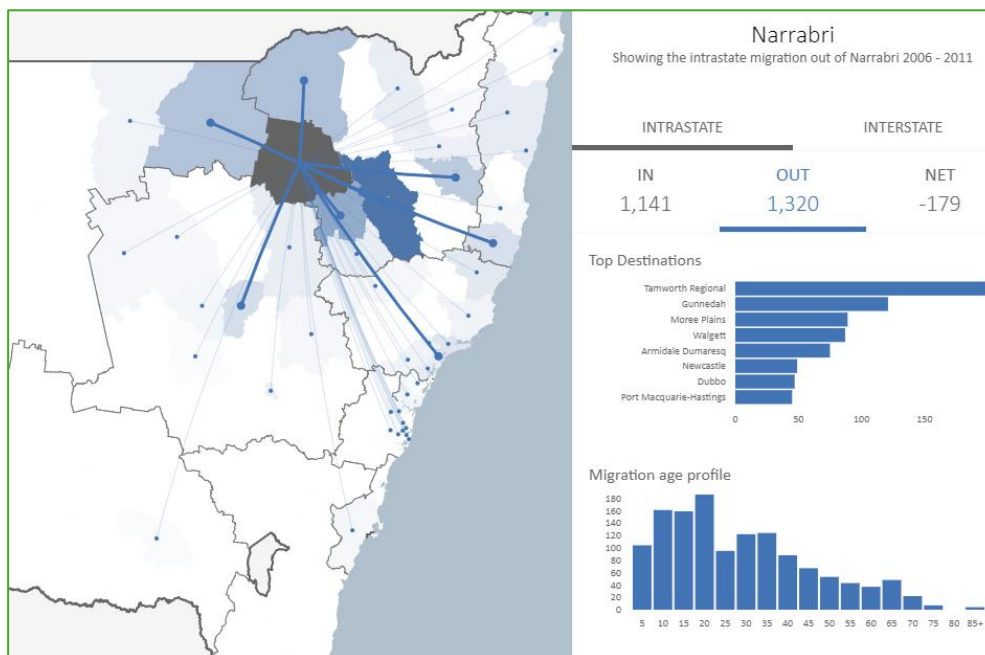 Narrabri
Showing the intrastate migration out of Narrabri 2006 - 2011
INTRASTATE INTERSTATE
IN OUT NET
1,141 1,320 -179
Top Destinations
Tamworth Regional
Gunnedah
Moree Plains
Walgett
Armidale Dumaresq
Newcastle
Dubbo
Port Macquarie-Hastings
0 50 100 150
Migration age profile
180
160
140
120
100
80
60
40
20
0
5 10 15 20 25 30 35 40 45 50 55 60 65 70 75 80 85+